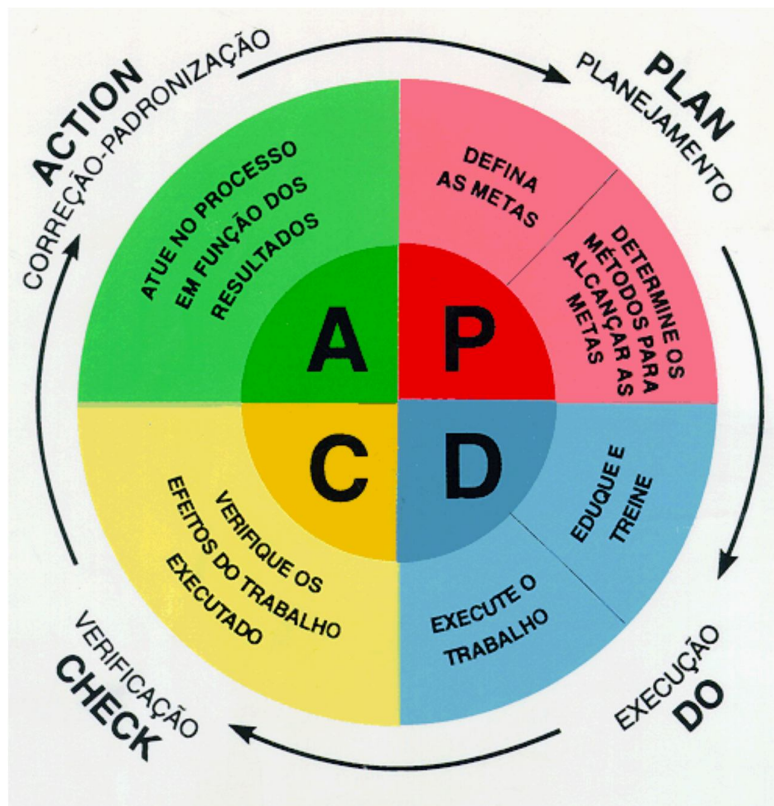 ACTION
CORREÇÃO-PADRONIZAÇÃO
PLAN
PLANEJAMENTO
ATUE NO PROCESSO
EM FUNÇÃO DOS
RESULTADOS
DEFINA
AS METAS
DETERMINE OS
MÉTODOS PARA
ALCANÇAR AS
METAS
A
P
C
D
VERIFIQUE OS
EFEITOS DO TRABALHO
EXECUTADO
EDUQUE E
TREINE
EXECUTE O
TRABALHO
VERIFICAÇÃO
CHECK
EXECUÇÃO
DO